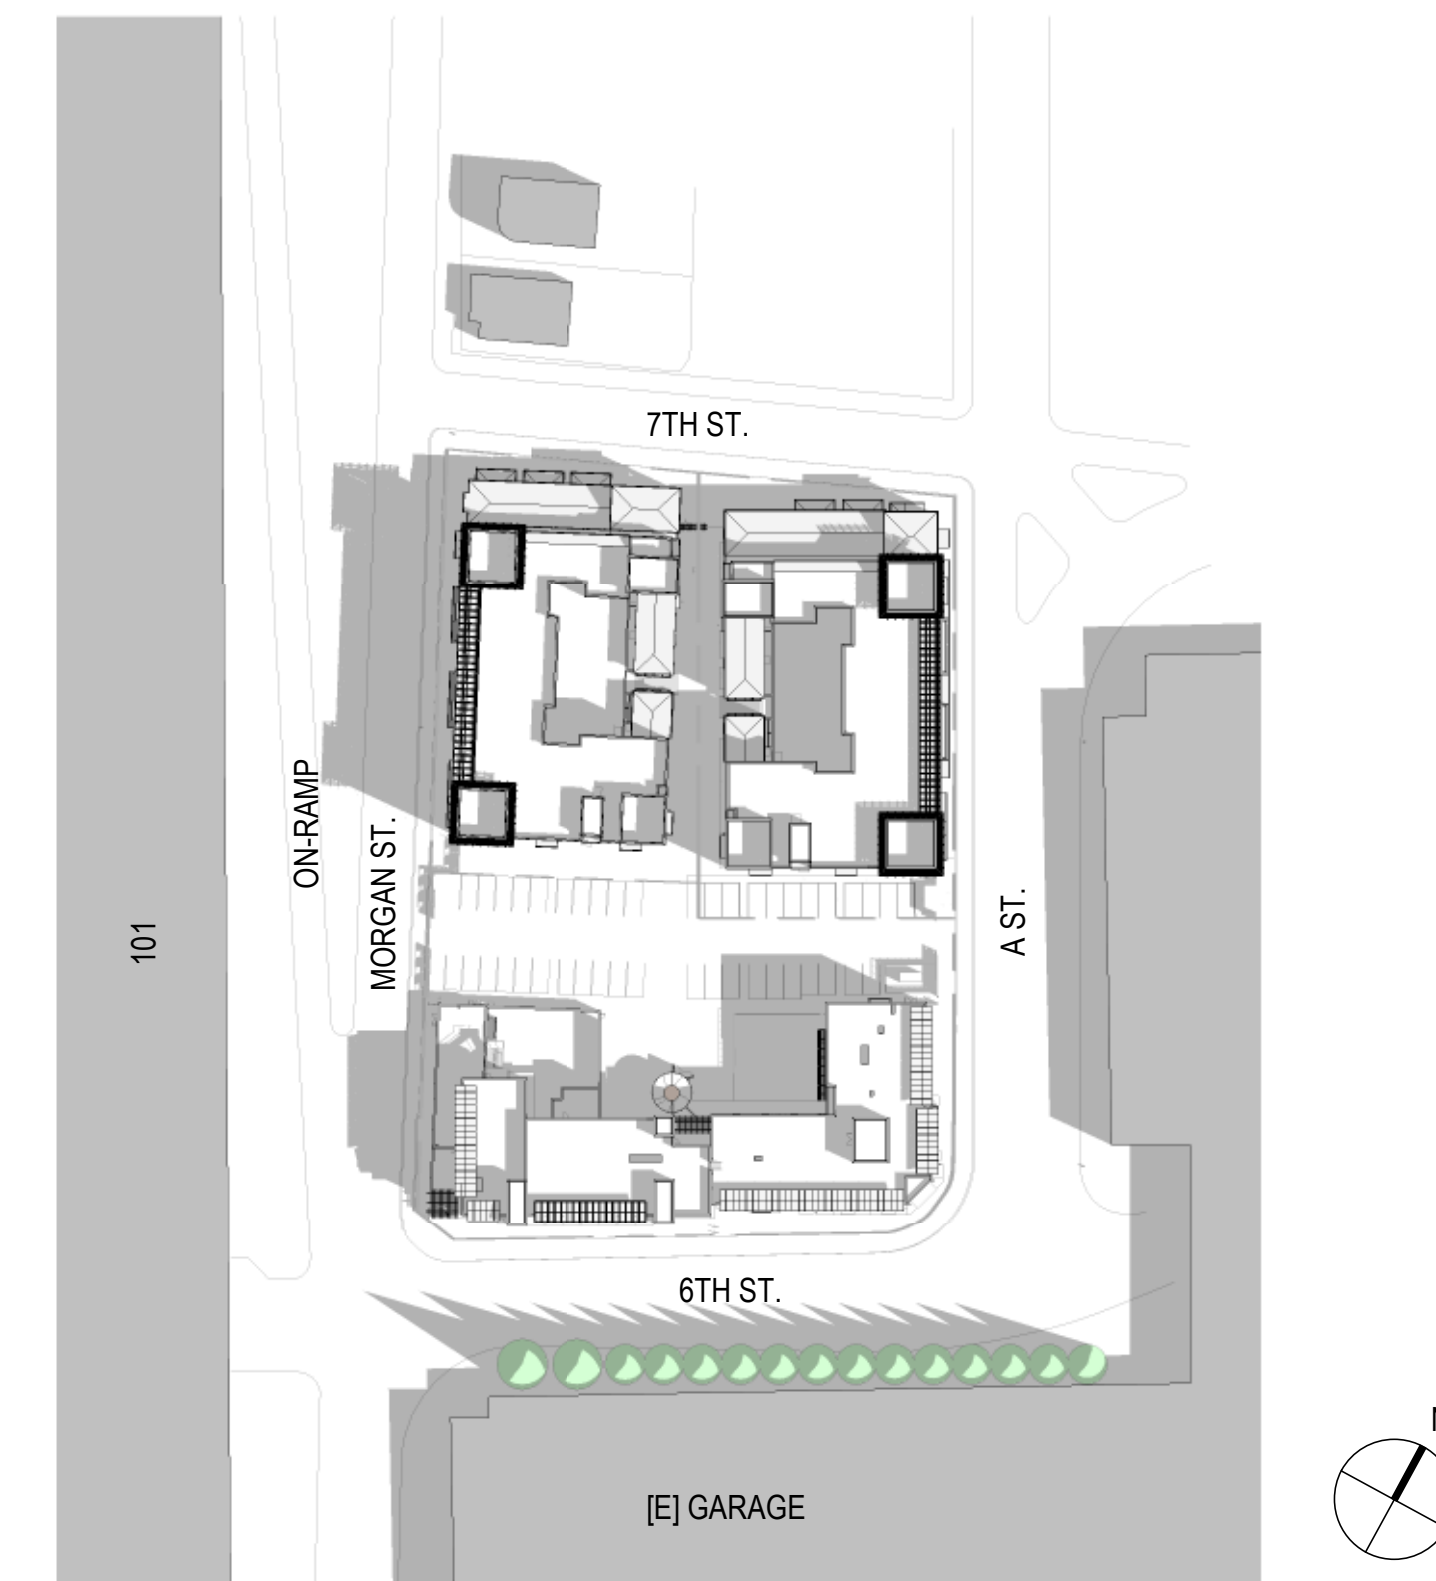 7TH ST.
ON-RAMP
MORGAN ST.
A ST.
101
6TH ST.
[E] GARAGE